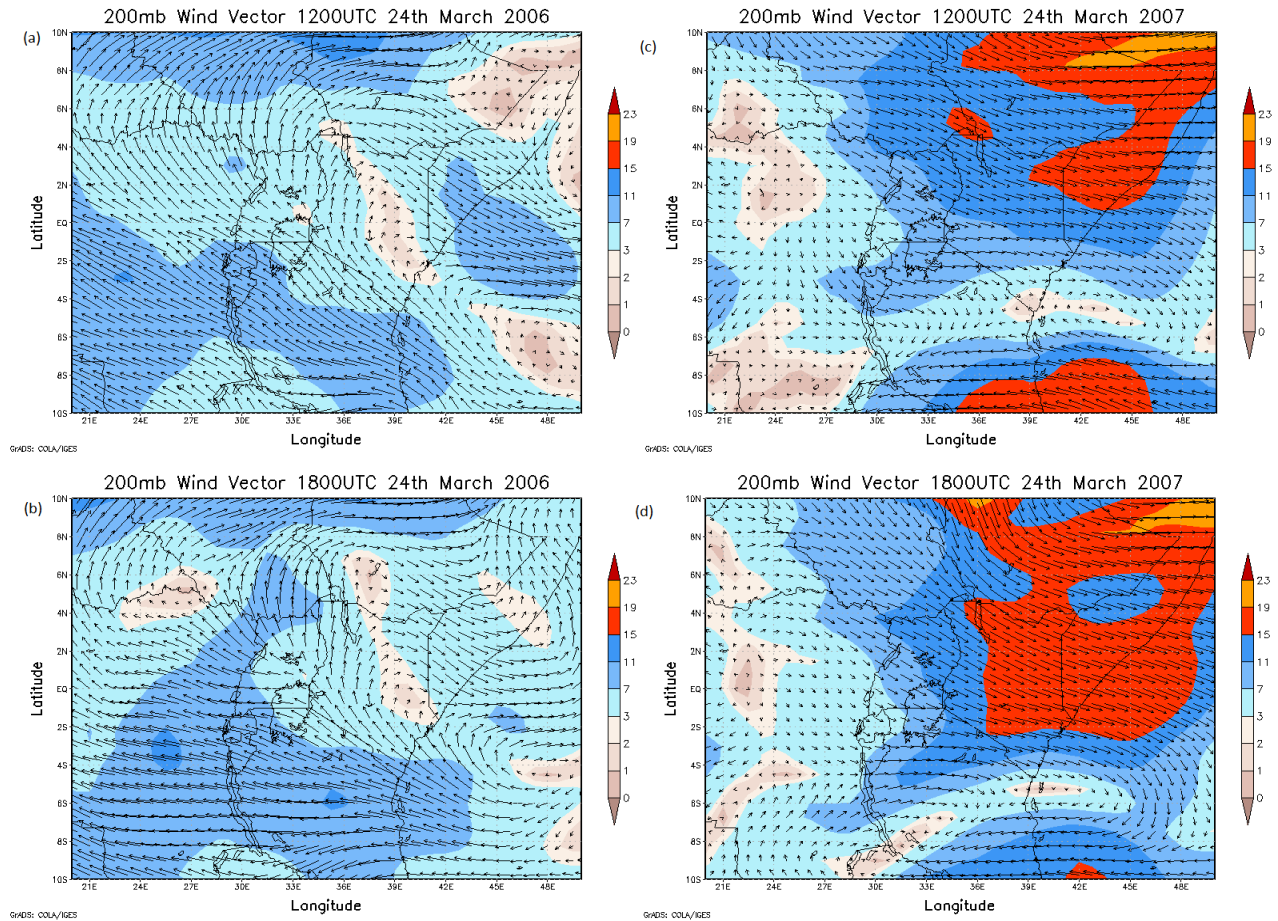 (a)
200mb Wind Vector 1200UTC 24th March 2006
Latitude
10N
8N
6N
4N
2N
EQ
2S
4S
6S
8S
10S
21E 24E 27E 30E 33E 36E 39E 42E 45E 48E
Longitude
23
19
15
11
7
3
2
1
0
GrADS: COLA/IGES
(c)
200mb Wind Vector 1200UTC 24th March 2007
Latitude
10N
8N
6N
4N
2N
EQ
2S
4S
6S
8S
10S
21E 24E 27E 30E 33E 36E 39E 42E 45E 48E
Longitude
23
19
15
11
7
3
2
1
0
GrADS: COLA/IGES
(b)
200mb Wind Vector 1800UTC 24th March 2006
Latitude
10N
8N
6N
4N
2N
EQ
2S
4S
6S
8S
10S
21E 24E 27E 30E 33E 36E 39E 42E 45E 48E
Longitude
23
19
15
11
7
3
2
1
0
GrADS: COLA/IGES
(d)
200mb Wind Vector 1800UTC 24th March 2007
Latitude
10N
8N
6N
4N
2N
EQ
2S
4S
6S
8S
10S
21E 24E 27E 30E 33E 36E 39E 42E 45E 48E
Longitude
23
19
15
11
7
3
2
1
0
GrADS: COLA/IGES